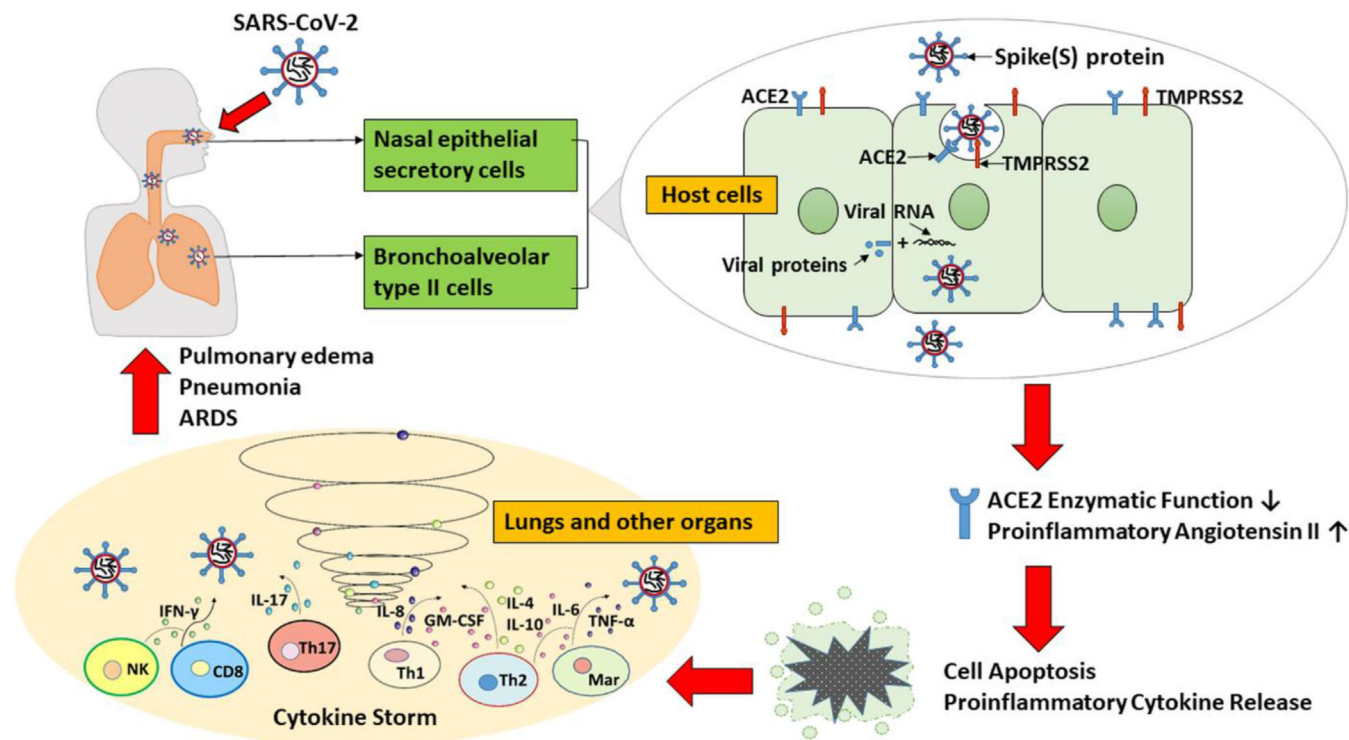 SARS-CoV-2
Nasal epithelial
secretory cells
Bronchoalveolar
type II cells
Spike(S) protein
ACE2
TMPRSS2
ACE2
TMPRSS2
Host cells
Viral RNA
+
Viral proteins
ACE2 Enzymatic Function ↓
Proinflammatory Angiotensin II ↑
Cell Apoptosis
Proinflammatory Cytokine Release
Pulmonary edema
Pneumonia
ARDS
Lungs and other organs
IFN-γ
IL-17
IL-8
GM-CSF
IL-4
IL-10
IL-6
TNF-α
NK
CD8
Th17
Th1
Th2
Mar
Cytokine Storm